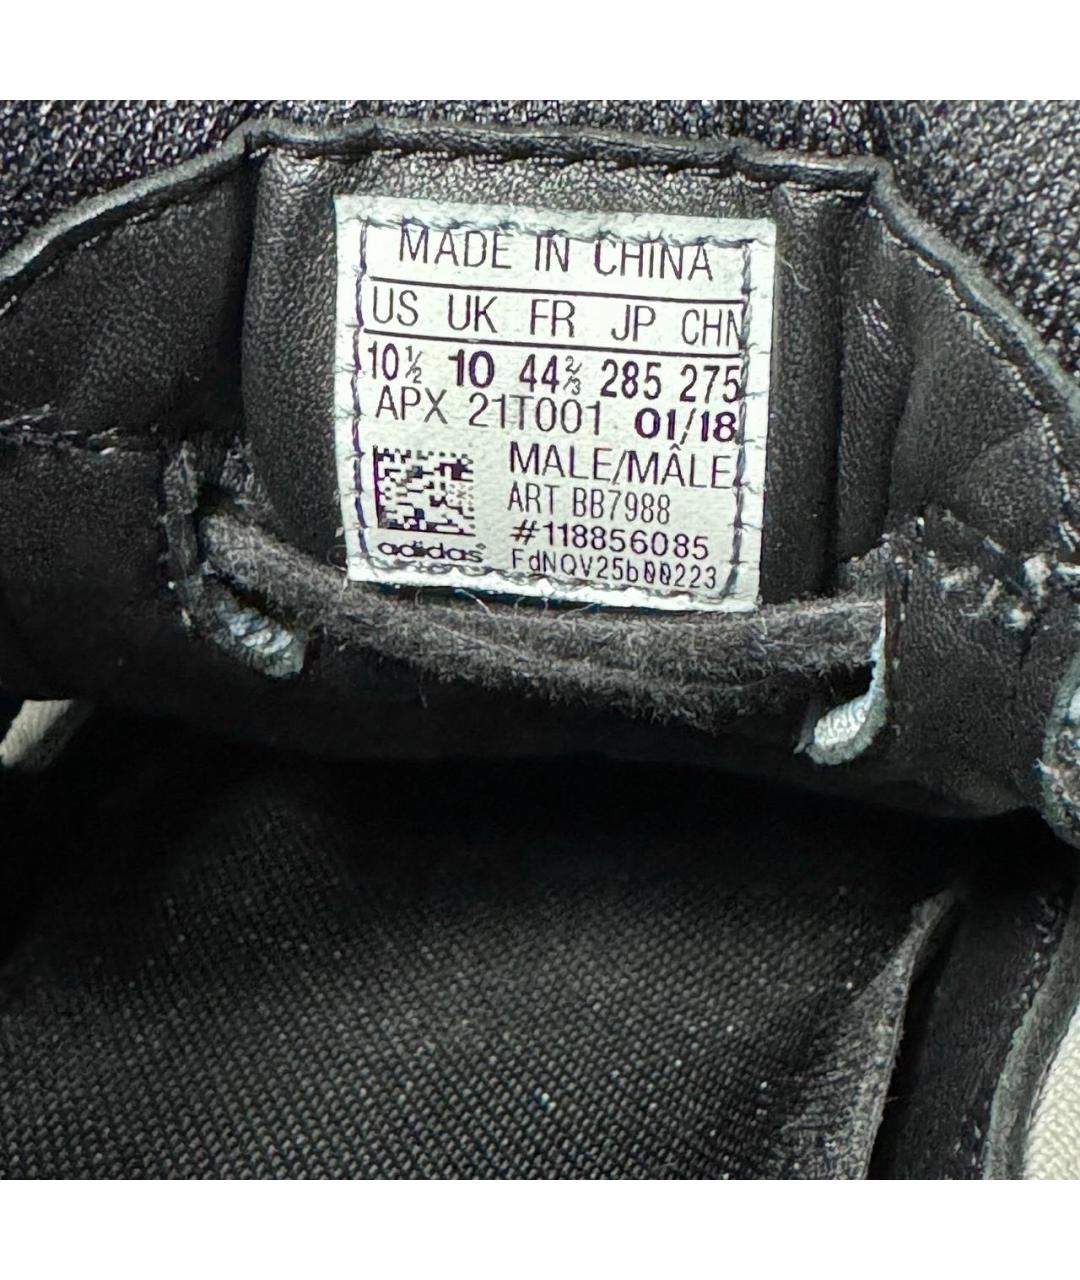 MADE IN CHINA
US UK FR JP CHN
10½ 10 44⅔ 285 275
APX 21T001 01/18
MALE/MÂLE
ART BB7988
#118856085
adidas® FdNQV25b00223